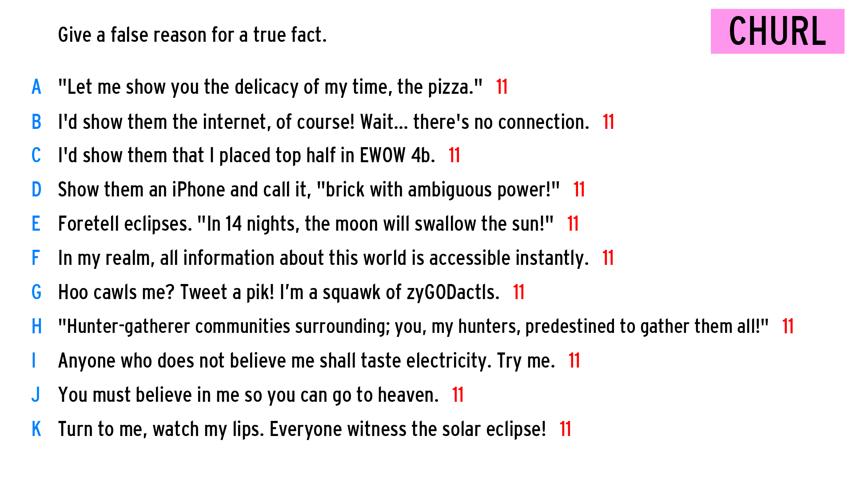 Give a false reason for a true fact.
CHURL
A "Let me show you the delicacy of my time, the pizza." 11
B I'd show them the internet, of course! Wait... there's no connection. 11
C I'd show them that I placed top half in EWOW 4b. 11
D Show them an iPhone and call it, "brick with ambiguous power!" 11
E Foretell eclipses. "In 14 nights, the moon will swallow the sun!" 11
F In my realm, all information about this world is accessible instantly. 11
G Hoo cawls me? Tweet a pik! I'm a squawk of zyGODactls. 11
H "Hunter-gatherer communities surrounding; you, my hunters, predestined to gather them all!" 11
I Anyone who does not believe me shall taste electricity. Try me. 11
J You must believe in me so you can go to heaven. 11
K Turn to me, watch my lips. Everyone witness the solar eclipse! 11